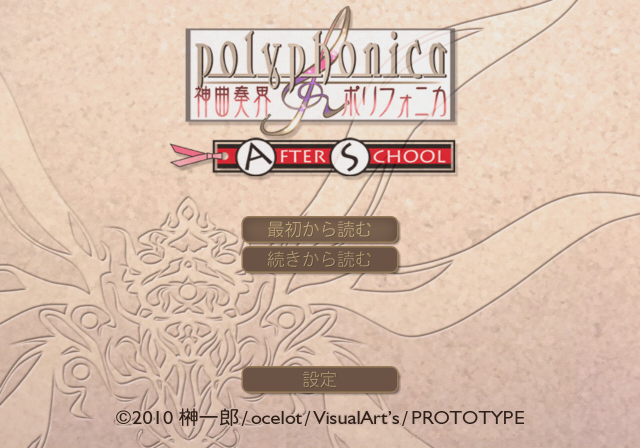 polyphonica
神曲奏界 ポリフォニカ
AFTER SCHOOL
最初から読む
続きから読む
設定
©2010 榊一郎/ocelot/VisualArt's/PROTOTYPE